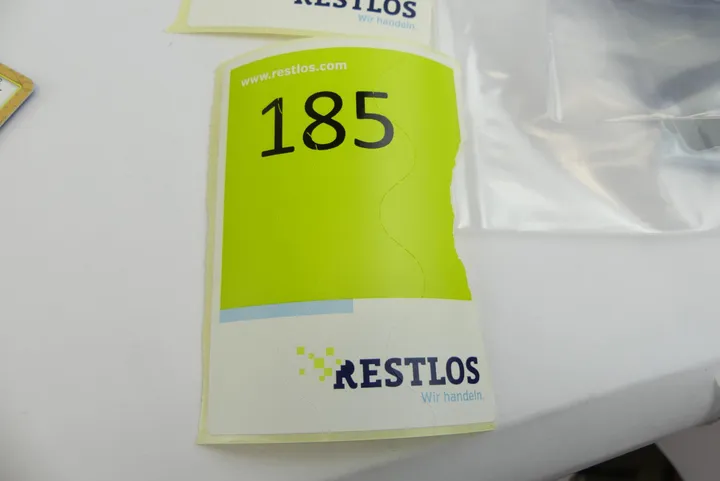 RESTLOS
Wir handeln.
www.restlos.com
185
RESTLOS
Wir handeln.